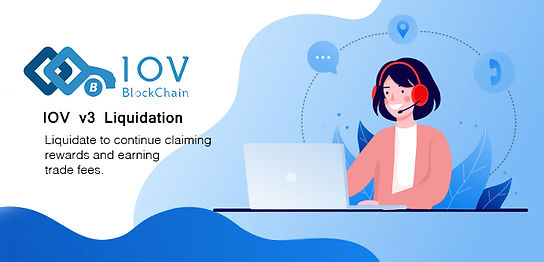 IOV
BlockChain
B
IOV v3 Liquidation
Liquidate to continue claiming
rewards and earning
trade fees.